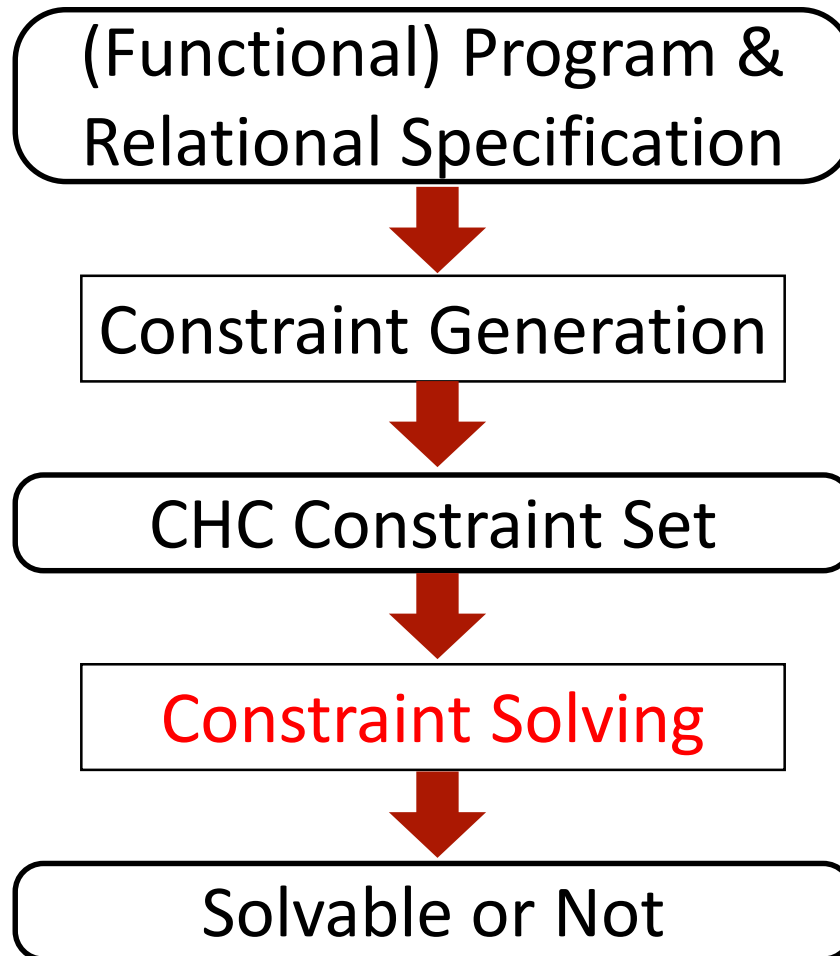 (Functional) Program &
Relational Specification
Constraint Generation
CHC Constraint Set
Constraint Solving
Solvable or Not